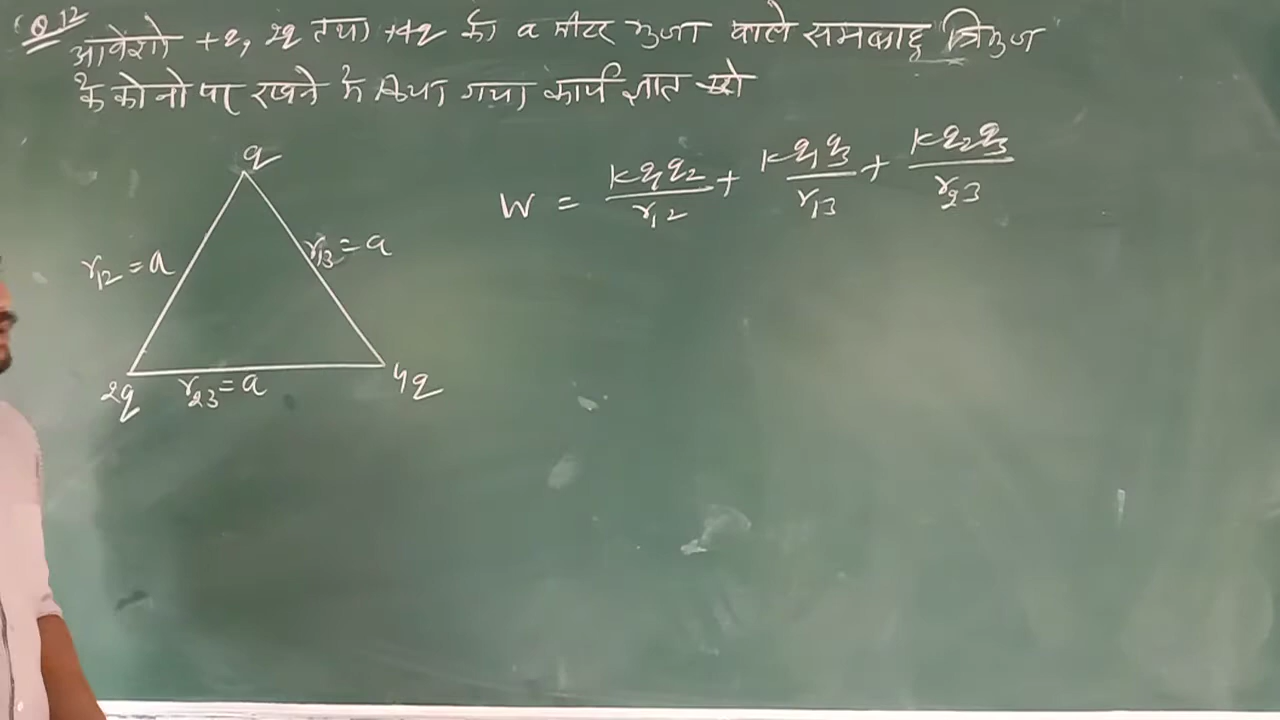 Q.12
आवेशो +q, 2q तथा +4q को a मीटर भुजा वाले समबाहु त्रिभुज
के कोनो पर रखने में किया गया कार्य ज्ञात करो
q
W = Kq₁q₂/r₁₂ + Kq₁q₃/r₁₃ + Kq₂q₃/r₂₃
r₁₂ = a
r₁₃ = a
2q
r₂₃ = a
4q